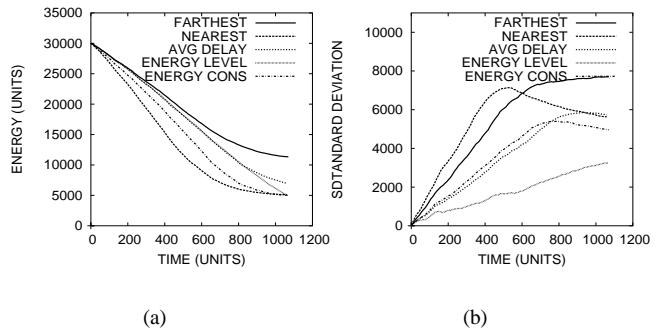 FARTHEST
NEAREST
AVG DELAY
ENERGY LEVEL
ENERGY CONS
35000
30000
25000
20000
15000
10000
5000
0
ENERGY (UNITS)
0 200 400 600 800 1000 1200
TIME (UNITS)
(a)
FARTHEST
NEAREST
AVG DELAY
ENERGY LEVEL
ENERGY CONS
10000
8000
6000
4000
2000
0
SDTANDARD DEVIATION
0 200 400 600 800 1000 1200
TIME (UNITS)
(b)